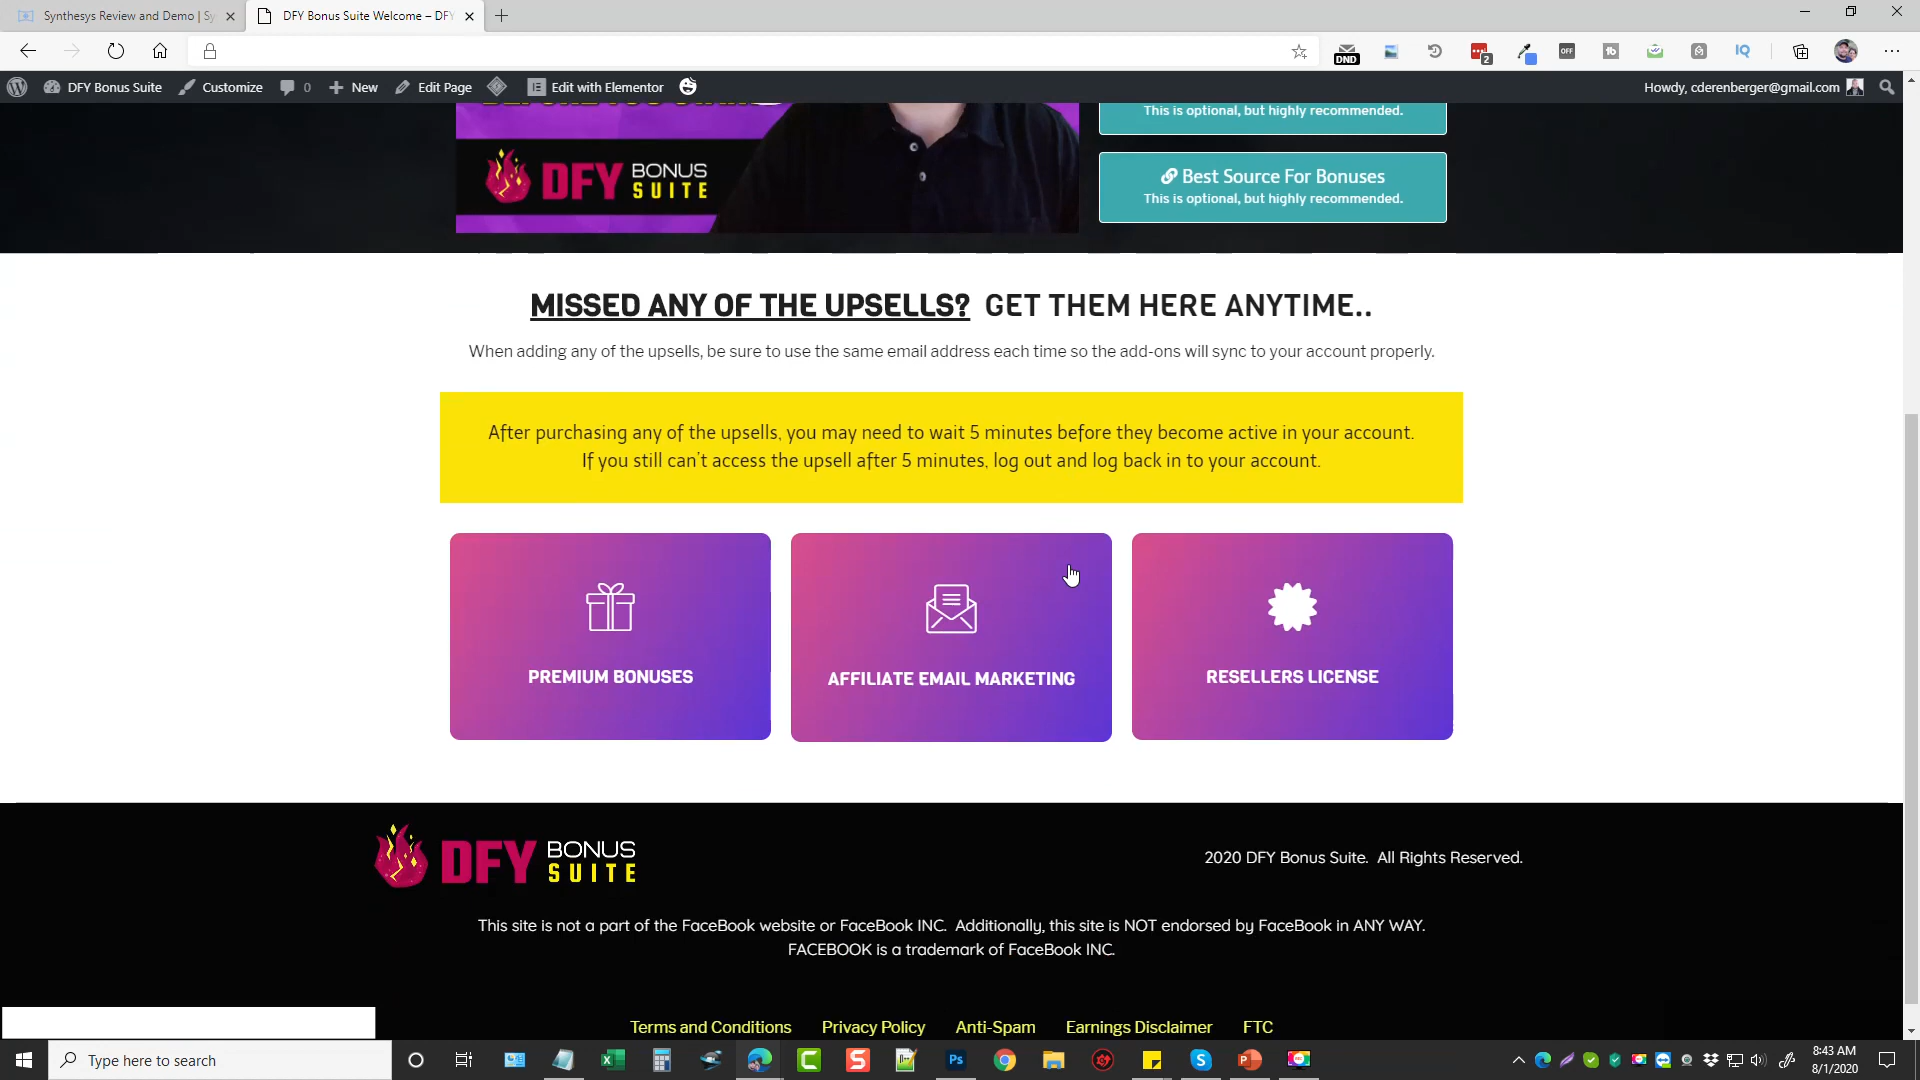 Synthesys Review and Demo | Sy
DFY Bonus Suite Welcome – DFY
DND
2
OFF
IQ
DFY Bonus Suite
Customize
0
New
Edit Page
Edit with Elementor
Howdy, cderenberger@gmail.com
This is optional, but highly recommended.
DFY BONUS SUITE
Best Source For Bonuses
This is optional, but highly recommended.
MISSED ANY OF THE UPSELLS? GET THEM HERE ANYTIME..
When adding any of the upsells, be sure to use the same email address each time so the add-ons will sync to your account properly.
After purchasing any of the upsells, you may need to wait 5 minutes before they become active in your account.
If you still can't access the upsell after 5 minutes, log out and log back in to your account.
PREMIUM BONUSES
AFFILIATE EMAIL MARKETING
RESELLERS LICENSE
DFY BONUS SUITE
2020 DFY Bonus Suite. All Rights Reserved.
This site is not a part of the FaceBook website or FaceBook INC. Additionally, this site is NOT endorsed by FaceBook in ANY WAY.
FACEBOOK is a trademark of FaceBook INC.
Terms and Conditions
Privacy Policy
Anti-Spam
Earnings Disclaimer
FTC
Type here to search
Ps
8:43 AM
8/1/2020